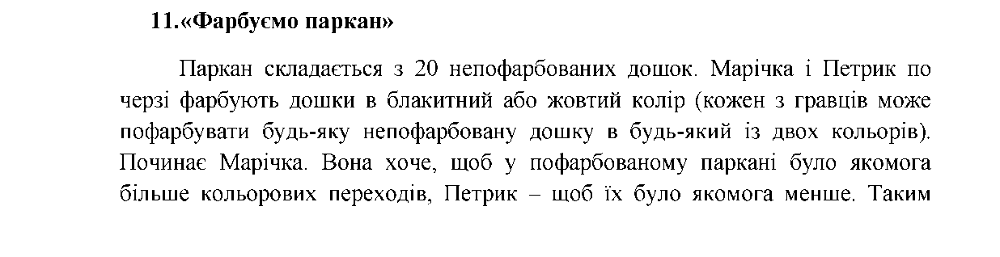 11.«Фарбуємо паркан»
Паркан складається з 20 непофарбованих дошок. Марічка і Петрик по
черзі фарбують дошки в блакитний або жовтий колір (кожен з гравців може
пофарбувати будь-яку непофарбовану дошку в будь-який із двох кольорів).
Починає Марічка. Вона хоче, щоб у пофарбованому паркані було якомога
більше кольорових переходів, Петрик – щоб їх було якомога менше. Таким